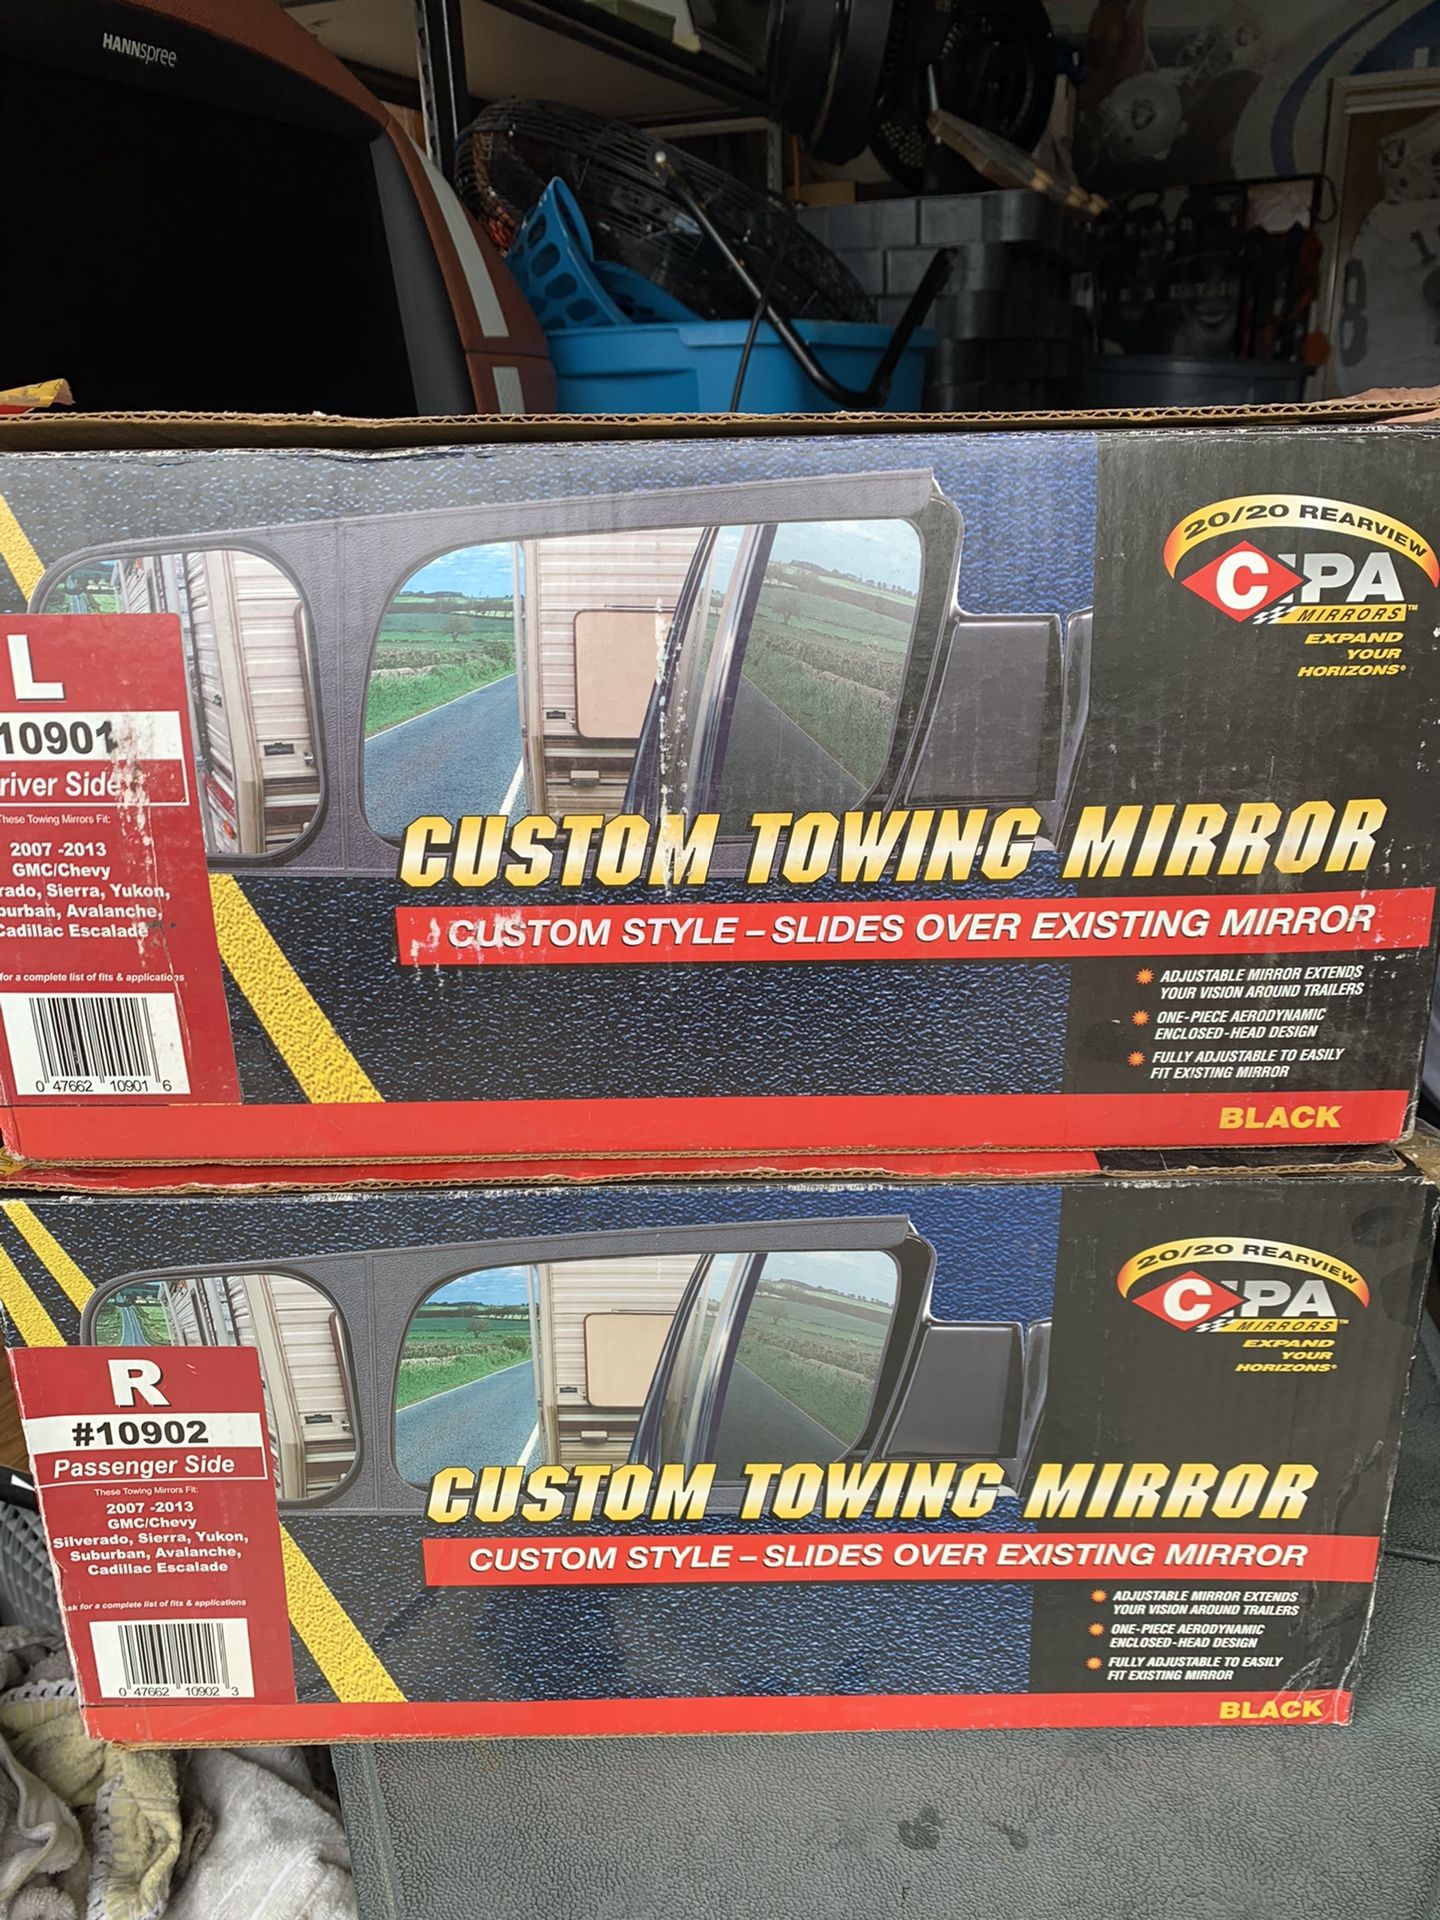 HANNspree
20/20 REARVIEW
CIPA
MIRRORS™
EXPAND
YOUR
HORIZONS®
L
10901
river Side
These Towing Mirrors Fit:
2007 -2013
GMC/Chevy
rado, Sierra, Yukon,
burban, Avalanche,
Cadillac Escalade
for a complete list of fits & applications
0 47662 10901 6
CUSTOM TOWING MIRROR
CUSTOM STYLE – SLIDES OVER EXISTING MIRROR
ADJUSTABLE MIRROR EXTENDS
YOUR VISION AROUND TRAILERS
ONE-PIECE AERODYNAMIC
ENCLOSED-HEAD DESIGN
FULLY ADJUSTABLE TO EASILY
FIT EXISTING MIRROR
BLACK
20/20 REARVIEW
CIPA
MIRRORS™
EXPAND
YOUR
HORIZONS®
R
#10902
Passenger Side
These Towing Mirrors Fit:
2007 -2013
GMC/Chevy
Silverado, Sierra, Yukon,
Suburban, Avalanche,
Cadillac Escalade
ask for a complete list of fits & applications
0 47662 10902 3
CUSTOM TOWING MIRROR
CUSTOM STYLE – SLIDES OVER EXISTING MIRROR
ADJUSTABLE MIRROR EXTENDS
YOUR VISION AROUND TRAILERS
ONE-PIECE AERODYNAMIC
ENCLOSED-HEAD DESIGN
FULLY ADJUSTABLE TO EASILY
FIT EXISTING MIRROR
BLACK